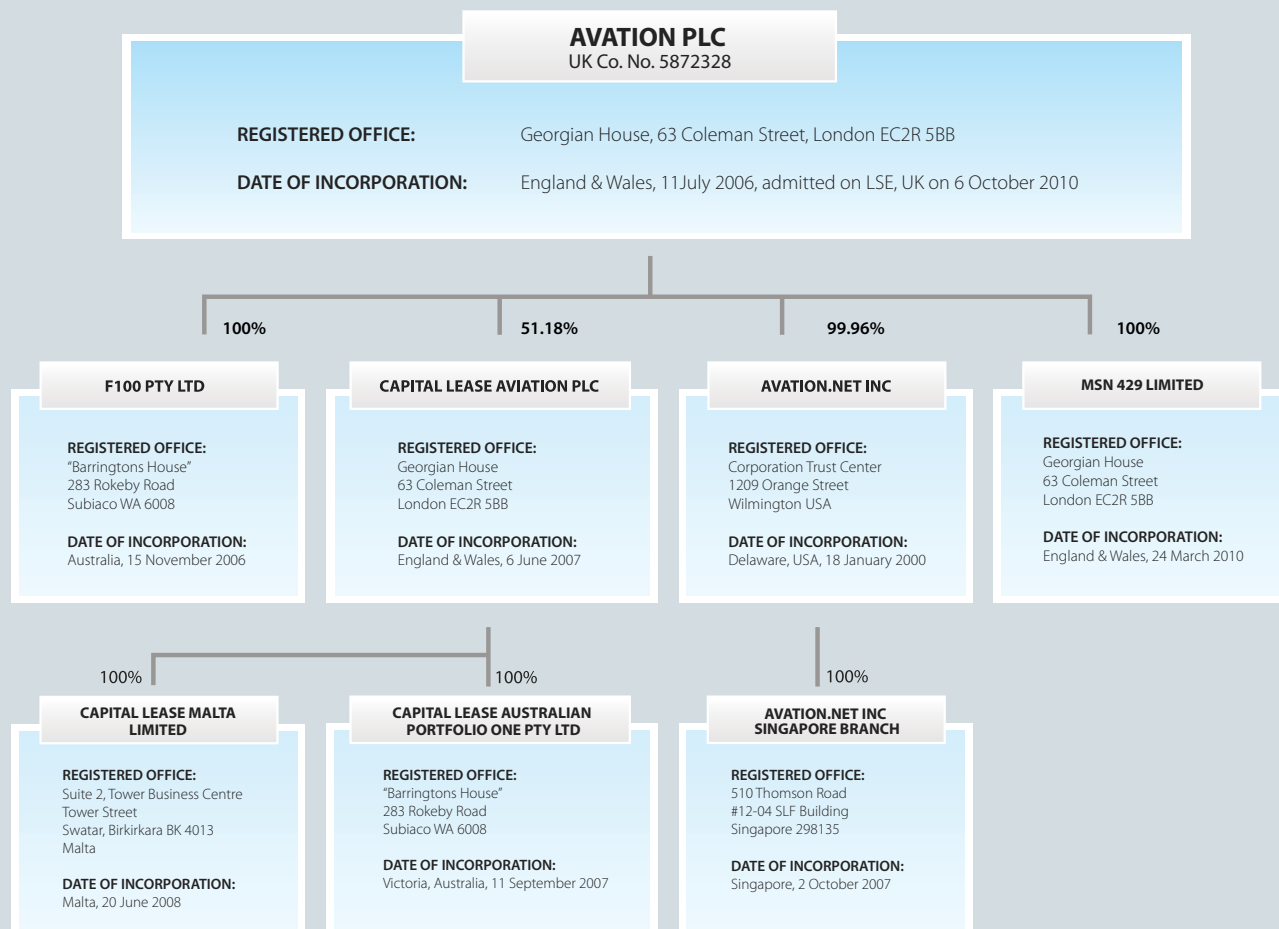 AVATION PLC
UK Co. No. 5872328
REGISTERED OFFICE: Georgian House, 63 Coleman Street, London EC2R 5BB
DATE OF INCORPORATION: England & Wales, 11July 2006, admitted on LSE, UK on 6 October 2010
100%
51.18%
99.96%
100%
F100 PTY LTD
REGISTERED OFFICE:
"Barringtons House"
283 Rokeby Road
Subiaco WA 6008
DATE OF INCORPORATION:
Australia, 15 November 2006
CAPITAL LEASE AVIATION PLC
REGISTERED OFFICE:
Georgian House
63 Coleman Street
London EC2R 5BB
DATE OF INCORPORATION:
England & Wales, 6 June 2007
AVATION.NET INC
REGISTERED OFFICE:
Corporation Trust Center
1209 Orange Street
Wilmington USA
DATE OF INCORPORATION:
Delaware, USA, 18 January 2000
MSN 429 LIMITED
REGISTERED OFFICE:
Georgian House
63 Coleman Street
London EC2R 5BB
DATE OF INCORPORATION:
England & Wales, 24 March 2010
100%
100%
100%
CAPITAL LEASE MALTA
LIMITED
REGISTERED OFFICE:
Suite 2, Tower Business Centre
Tower Street
Swatar, Birkirkara BK 4013
Malta
DATE OF INCORPORATION:
Malta, 20 June 2008
CAPITAL LEASE AUSTRALIAN
PORTFOLIO ONE PTY LTD
REGISTERED OFFICE:
"Barringtons House"
283 Rokeby Road
Subiaco WA 6008
DATE OF INCORPORATION:
Victoria, Australia, 11 September 2007
AVATION.NET INC
SINGAPORE BRANCH
REGISTERED OFFICE:
510 Thomson Road
#12-04 SLF Building
Singapore 298135
DATE OF INCORPORATION:
Singapore, 2 October 2007